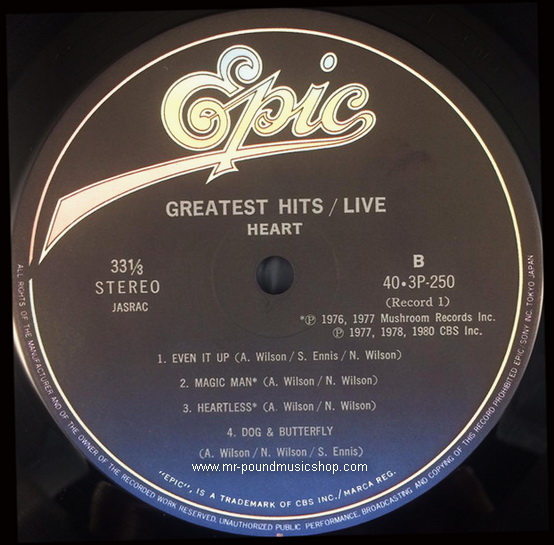 Epic
GREATEST HITS / LIVE
HEART
33⅓
STEREO
JASRAC
B
40・3P-250
(Record 1)
*Ⓟ 1976, 1977 Mushroom Records Inc.
Ⓟ 1977, 1978, 1980 CBS Inc.
1. EVEN IT UP (A. Wilson / S. Ennis / N. Wilson)
2. MAGIC MAN* (A. Wilson / N. Wilson)
3. HEARTLESS* (A. Wilson / N. Wilson)
4. DOG & BUTTERFLY
(A. Wilson / N. Wilson / S. Ennis)
www.mr-poundmusicshop.com
"EPIC", IS A TRADEMARK OF CBS INC./MARCA REG.
ALL RIGHTS OF THE MANUFACTURER AND OF THE OWNER OF THE RECORDED WORK RESERVED. UNAUTHORIZED PUBLIC PERFORMANCE, BROADCASTING AND COPYING OF THIS RECORD PROHIBITED EPIC/SONY INC. TOKYO JAPAN